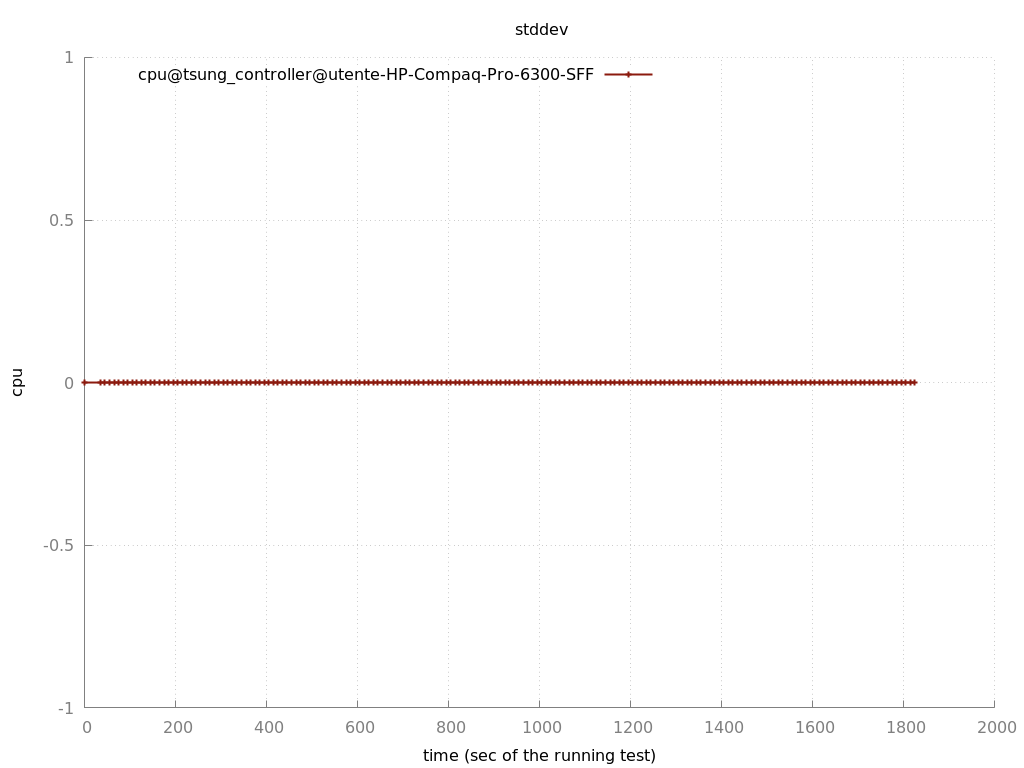 stddev
1
cpu@tsung_controller@utente-HP-Compaq-Pro-6300-SFF
0.5
cpu
0
-0.5
-1
0 200 400 600 800 1000 1200 1400 1600 1800 2000
time (sec of the running test)